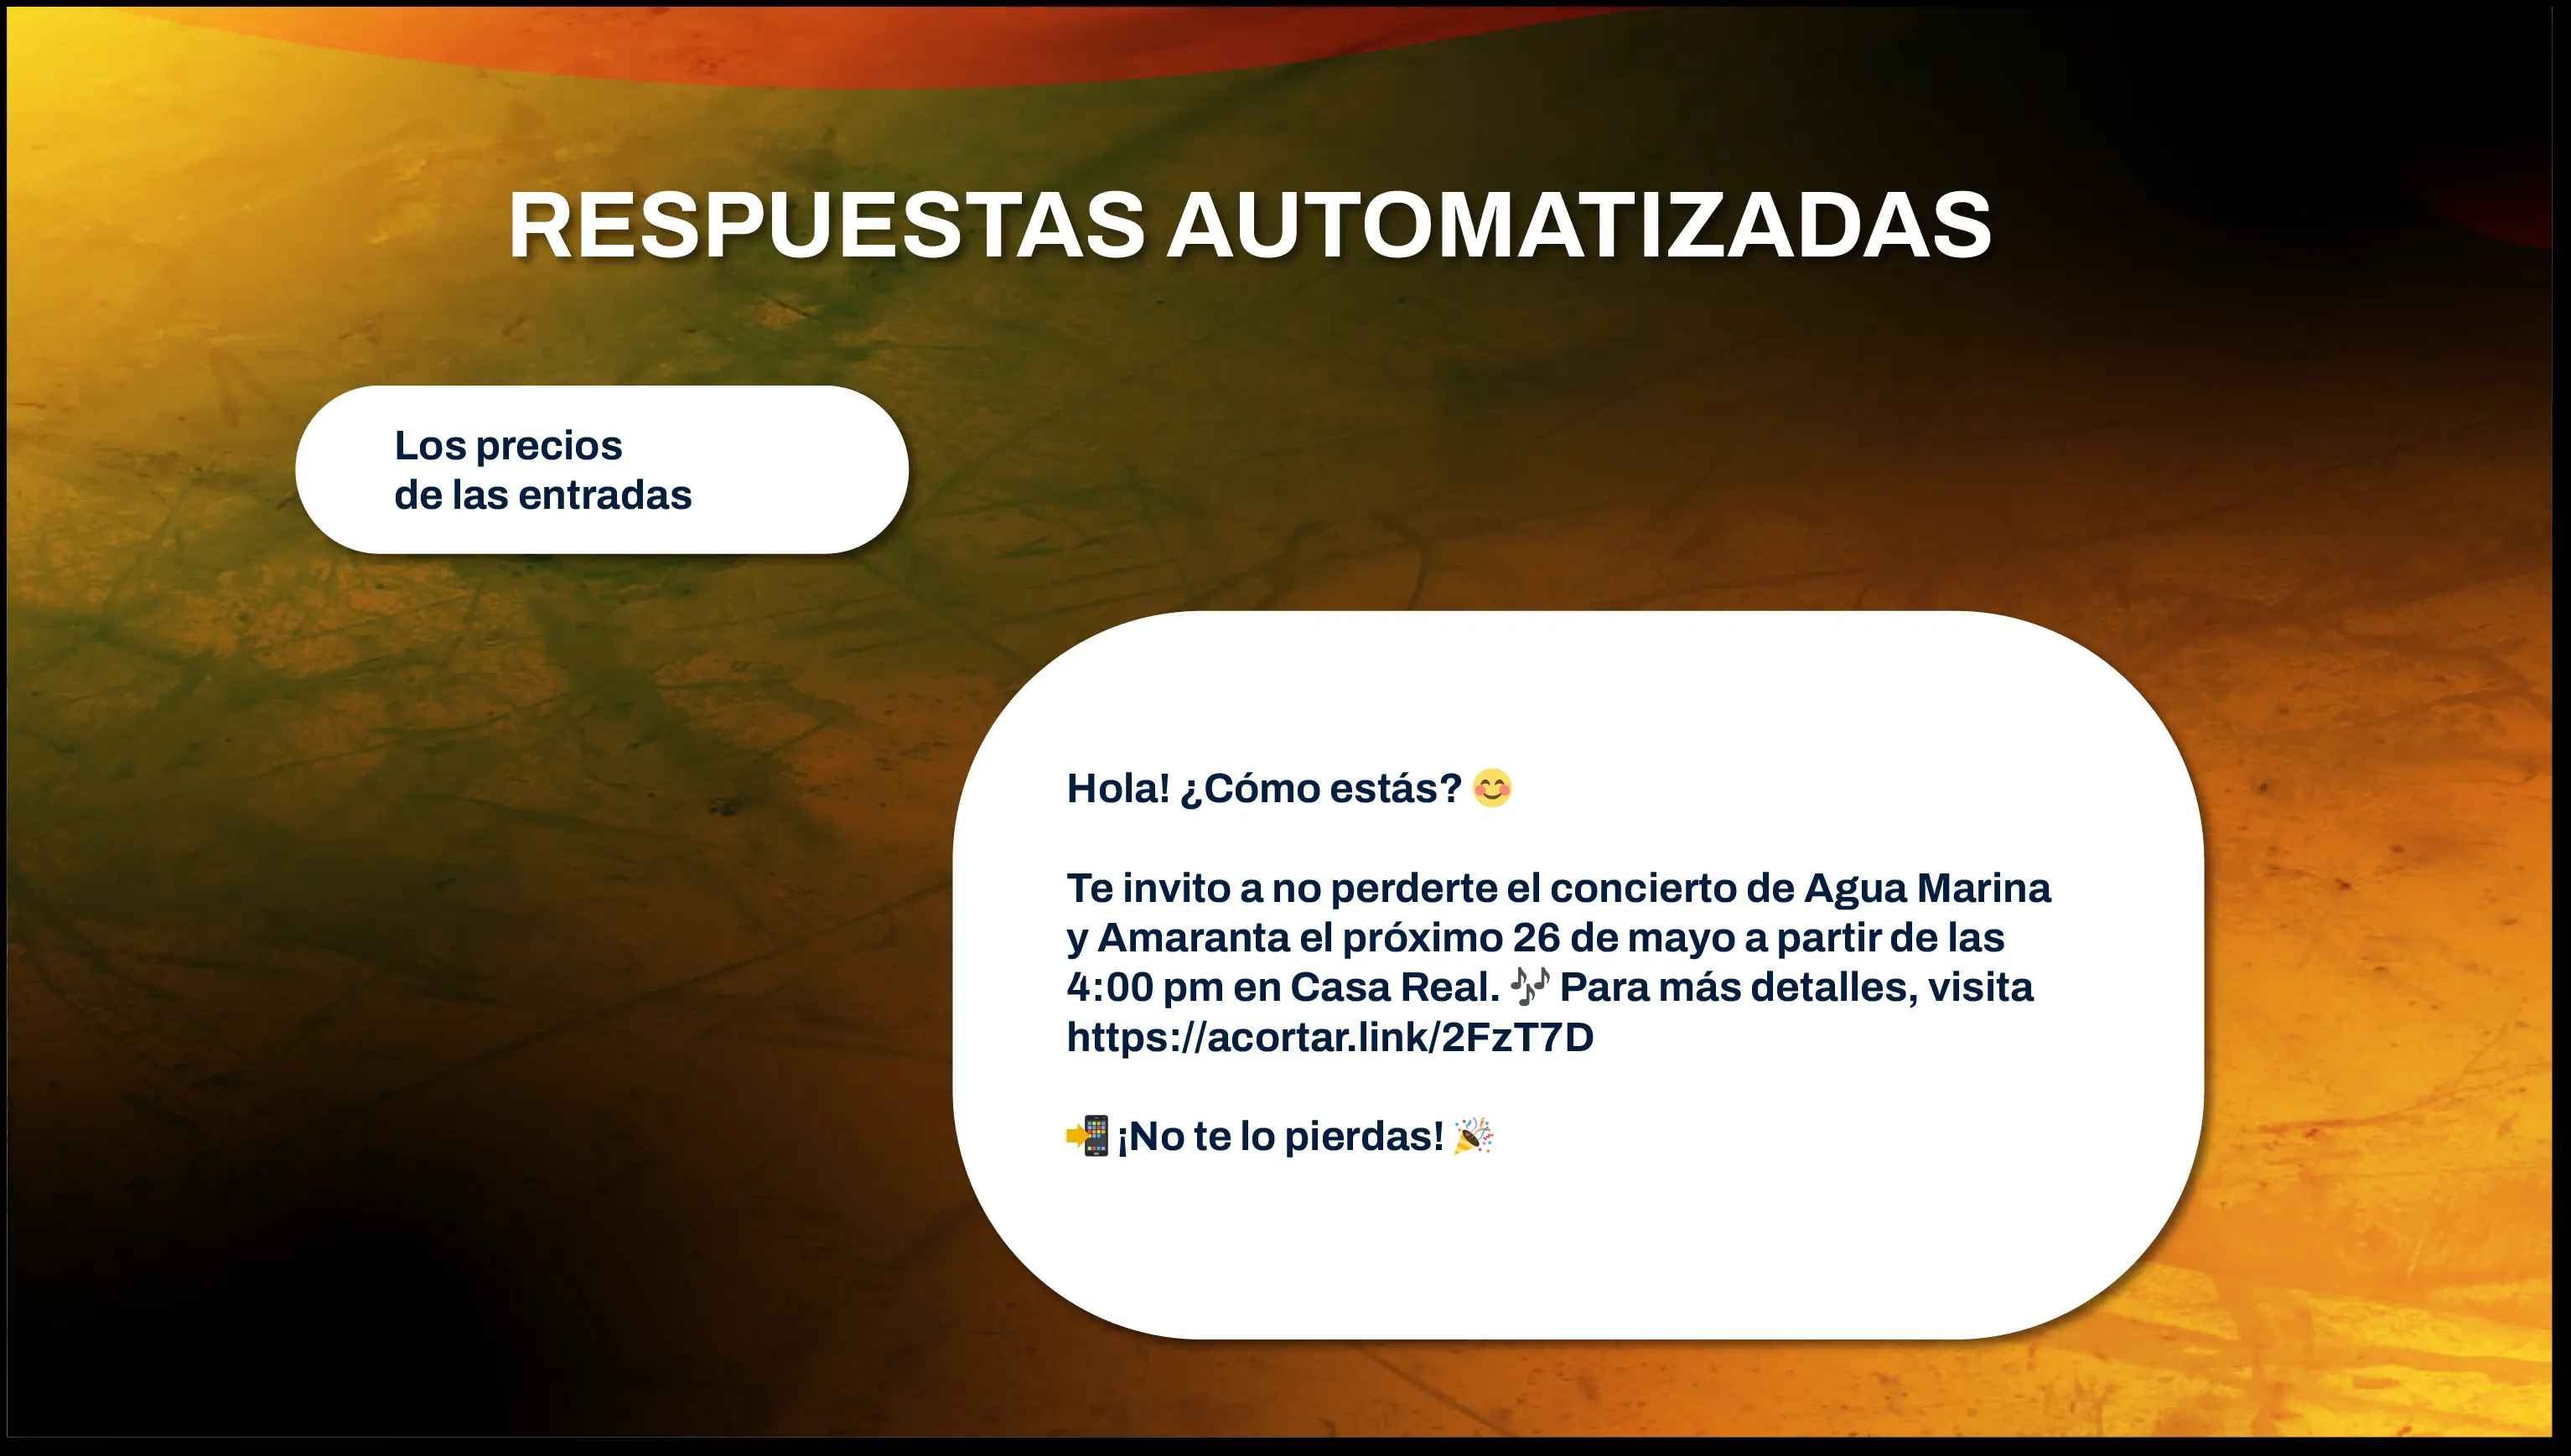 RESPUESTAS AUTOMATIZADAS
Los precios
de las entradas
Hola! ¿Cómo estás? 😊
Te invito a no perderte el concierto de Agua Marina
y Amaranta el próximo 26 de mayo a partir de las
4:00 pm en Casa Real. 🎶 Para más detalles, visita
https://acortar.link/2FzT7D
📲 ¡No te lo pierdas! 🎉